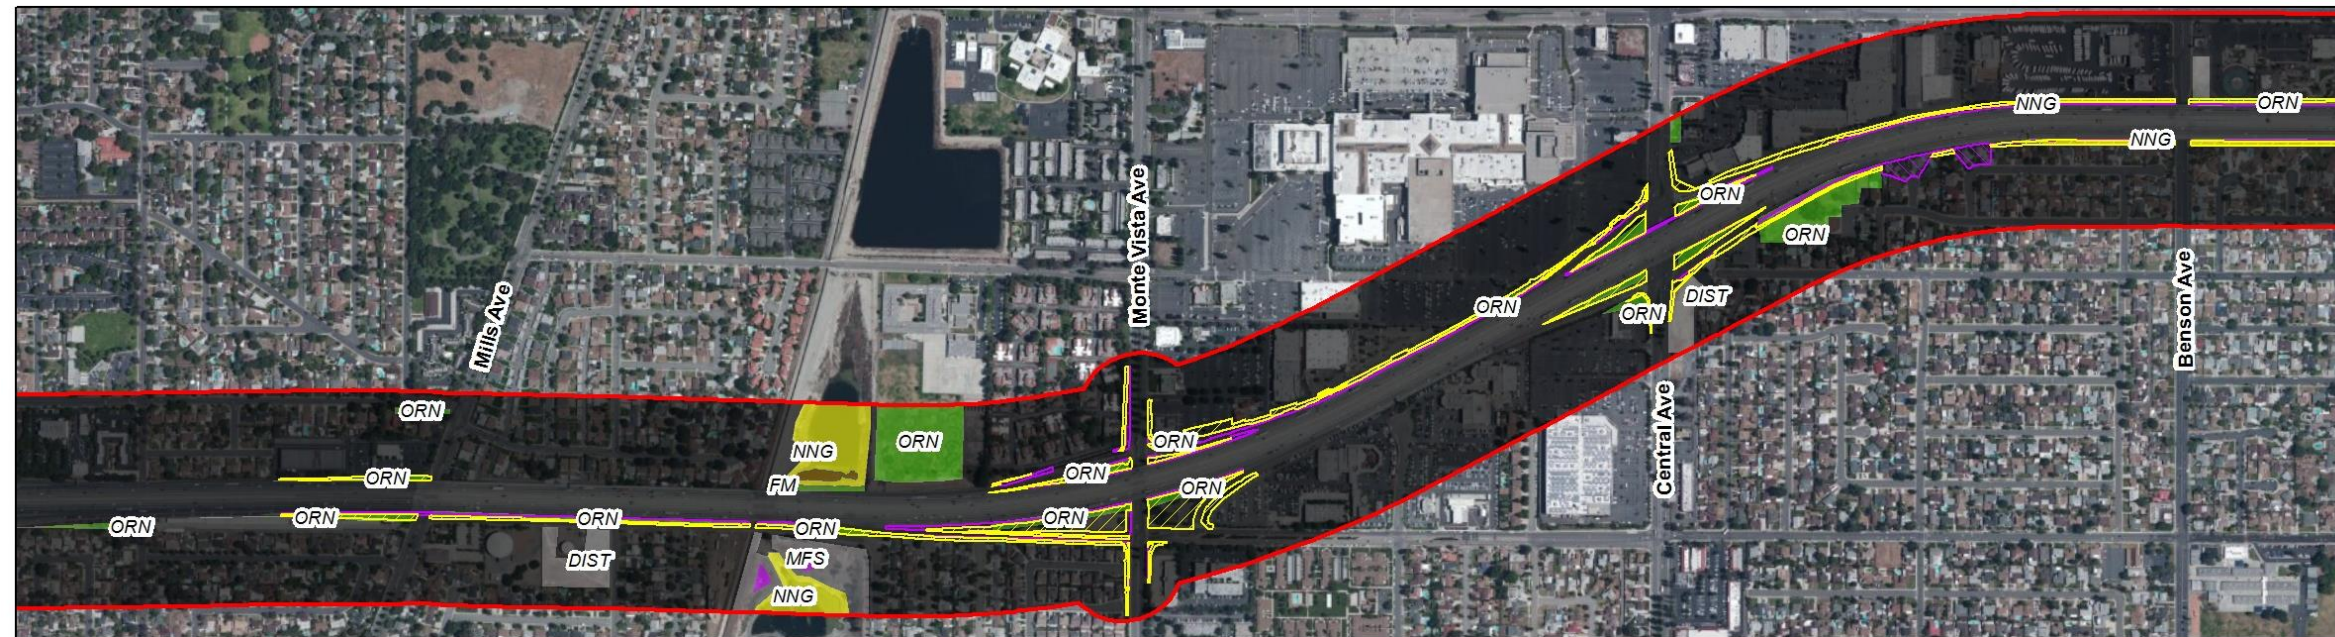 NNG
ORN
NNG
Monte Vista Ave
ORN
ORN
Benson Ave
Mills Ave
DIST
ORN
ORN
Central Ave
ORN
ORN
ORN
NNG
ORN
ORN
FM
ORN
ORN
ORN
ORN
ORN
ORN
ORN
DIST
MFS
NNG